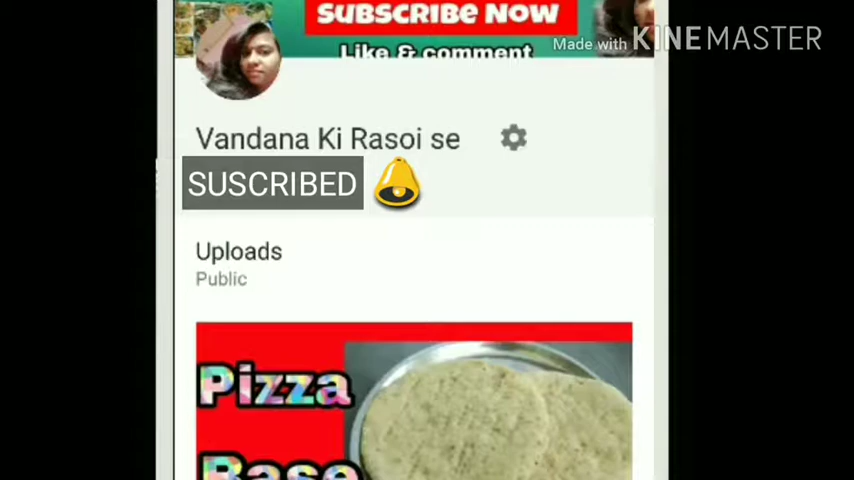 SUBSCRIBE NOW
Like & comment
Made with KINEMASTER
Vandana Ki Rasoi se
SUSCRIBED
Uploads
Public
Pizza
Base